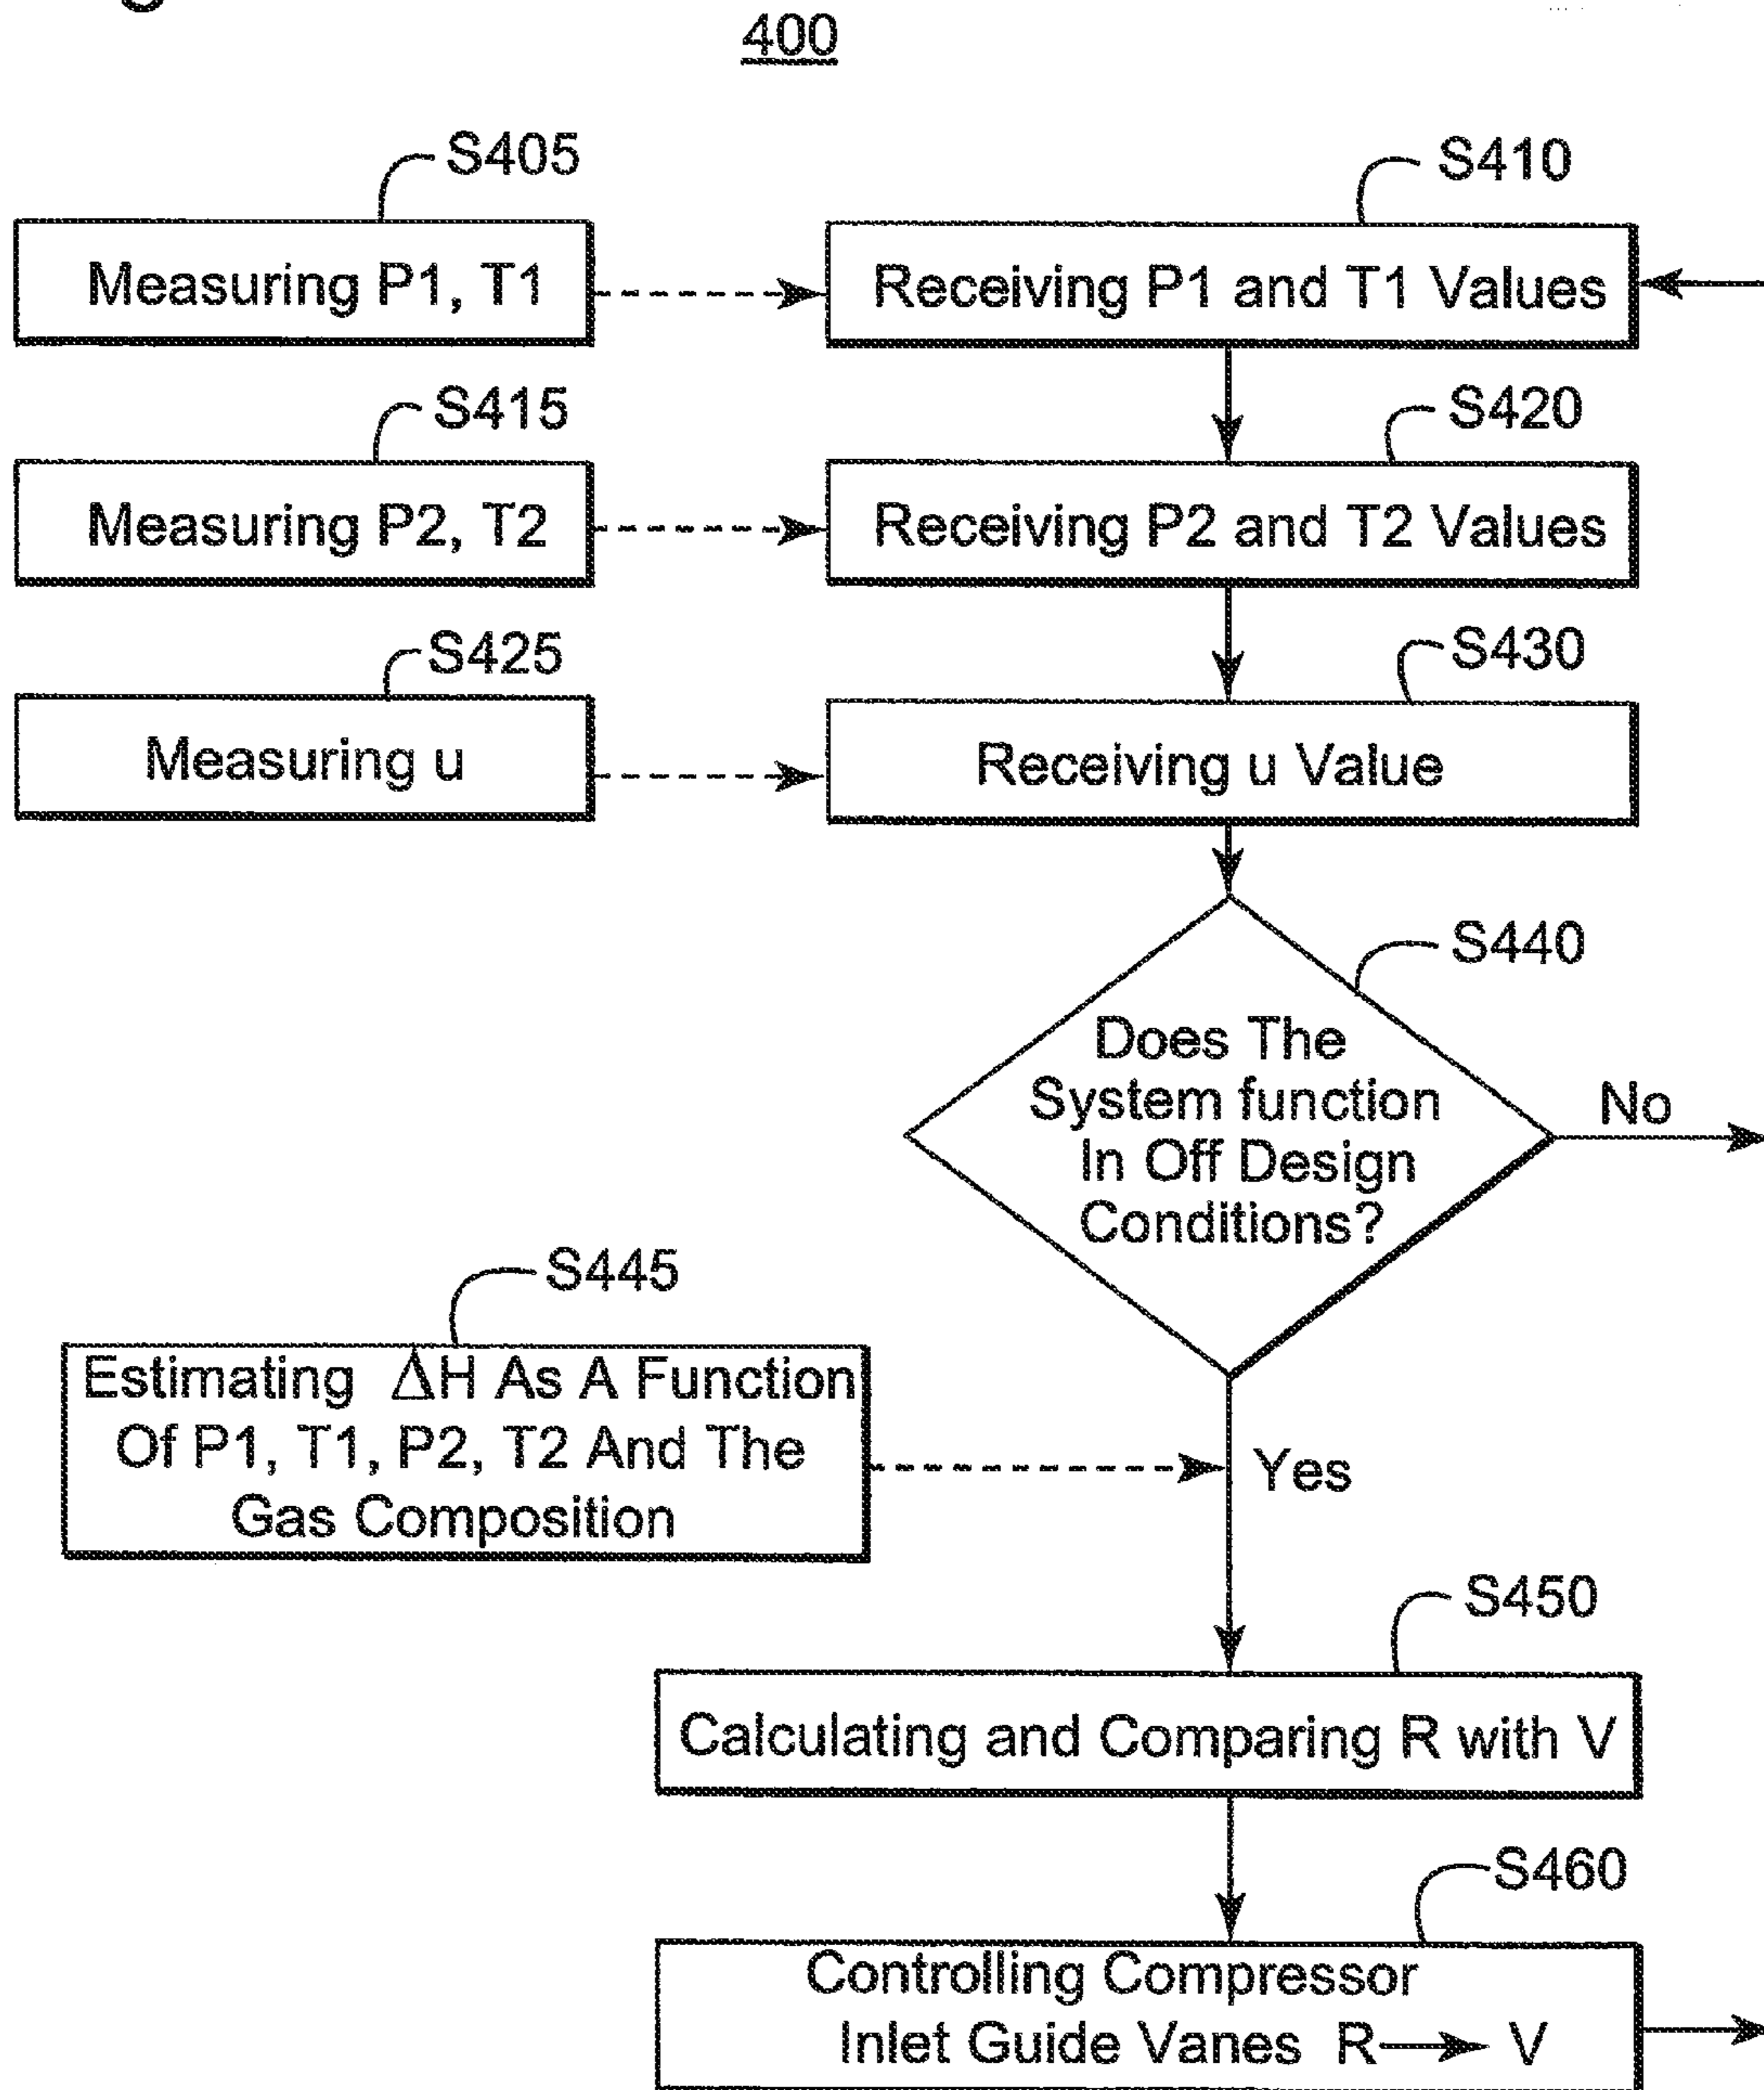 400
S405
S410
Measuring P1, T1
Receiving P1 and T1 Values
S415
S420
Measuring P2, T2
Receiving P2 and T2 Values
S425
S430
Measuring u
Receiving u Value
S440
Does The
System function
In Off Design
Conditions?
No
S445
Estimating ΔH As A Function
Of P1, T1, P2, T2 And The
Gas Composition
Yes
S450
Calculating and Comparing R with V
S460
Controlling Compressor
Inlet Guide Vanes R → V